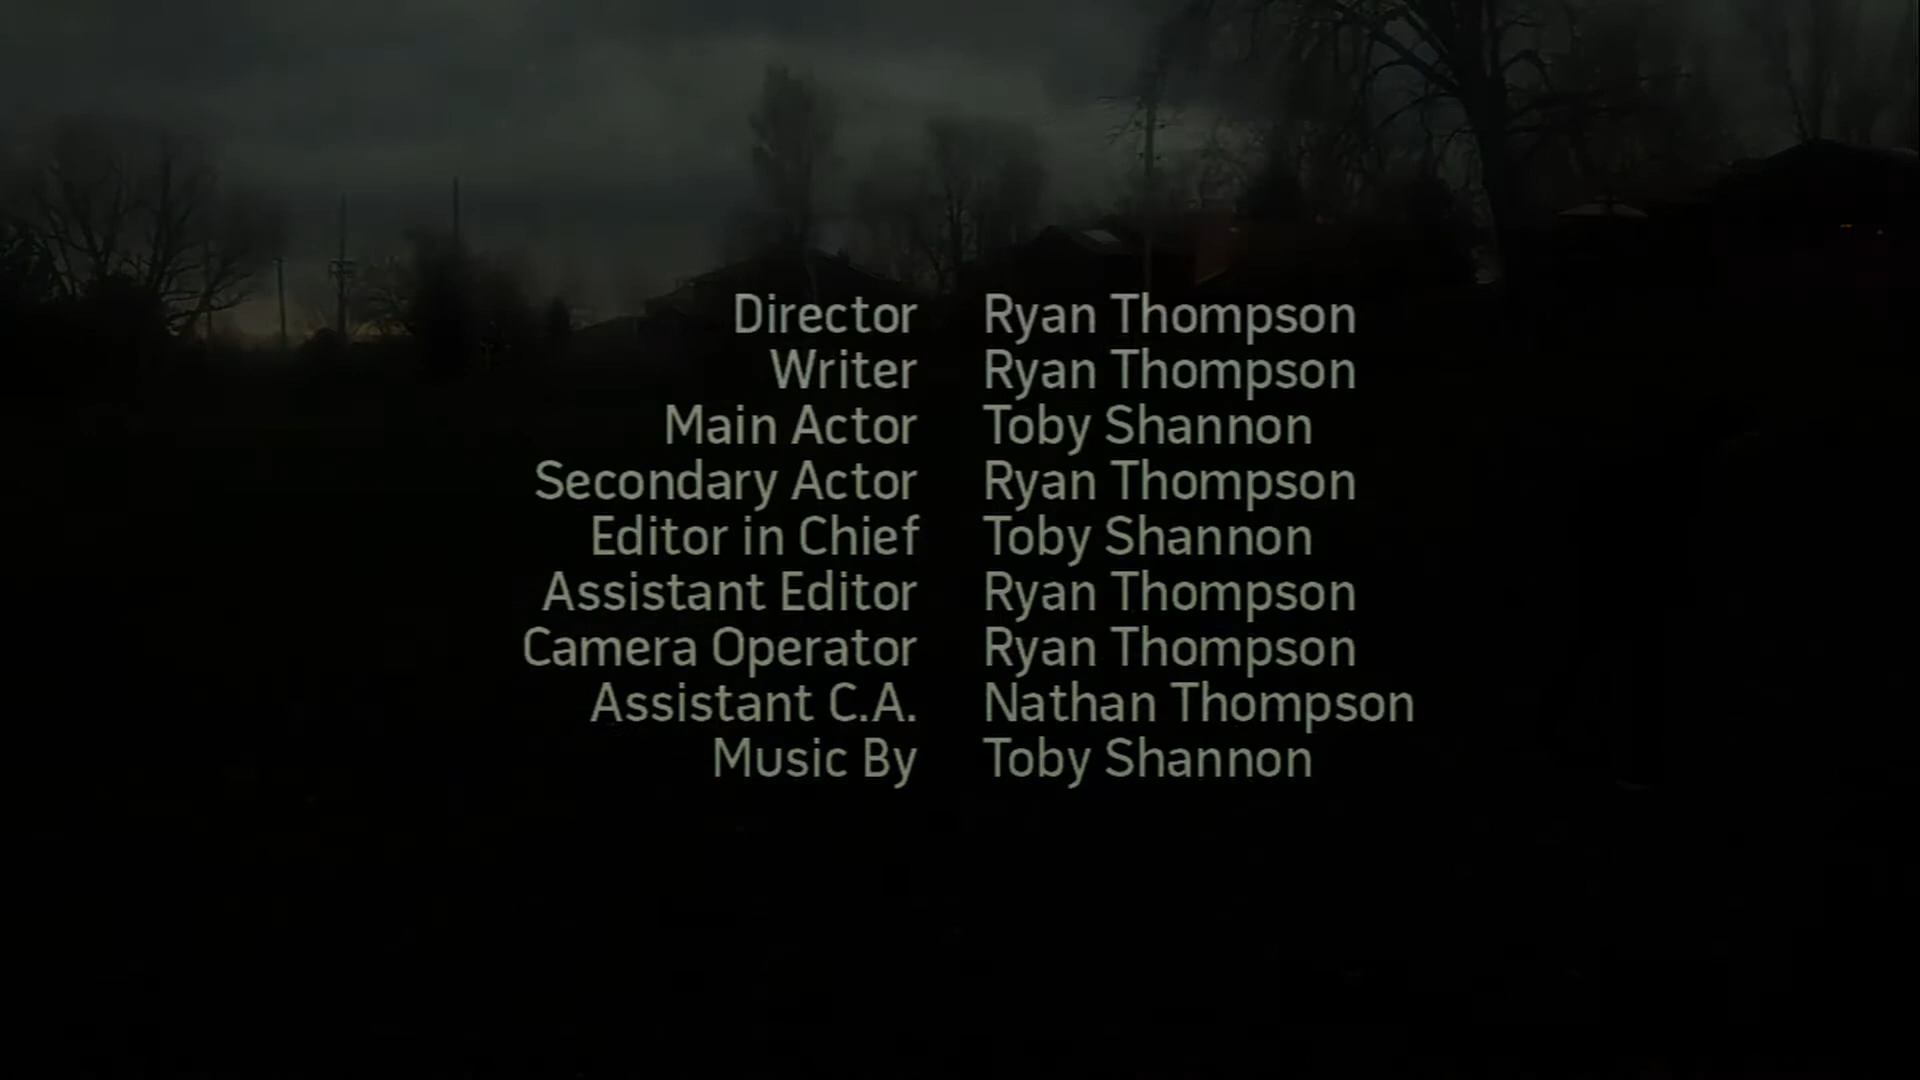 Director Ryan Thompson
Writer Ryan Thompson
Main Actor Toby Shannon
Secondary Actor Ryan Thompson
Editor in Chief Toby Shannon
Assistant Editor Ryan Thompson
Camera Operator Ryan Thompson
Assistant C.A. Nathan Thompson
Music By Toby Shannon